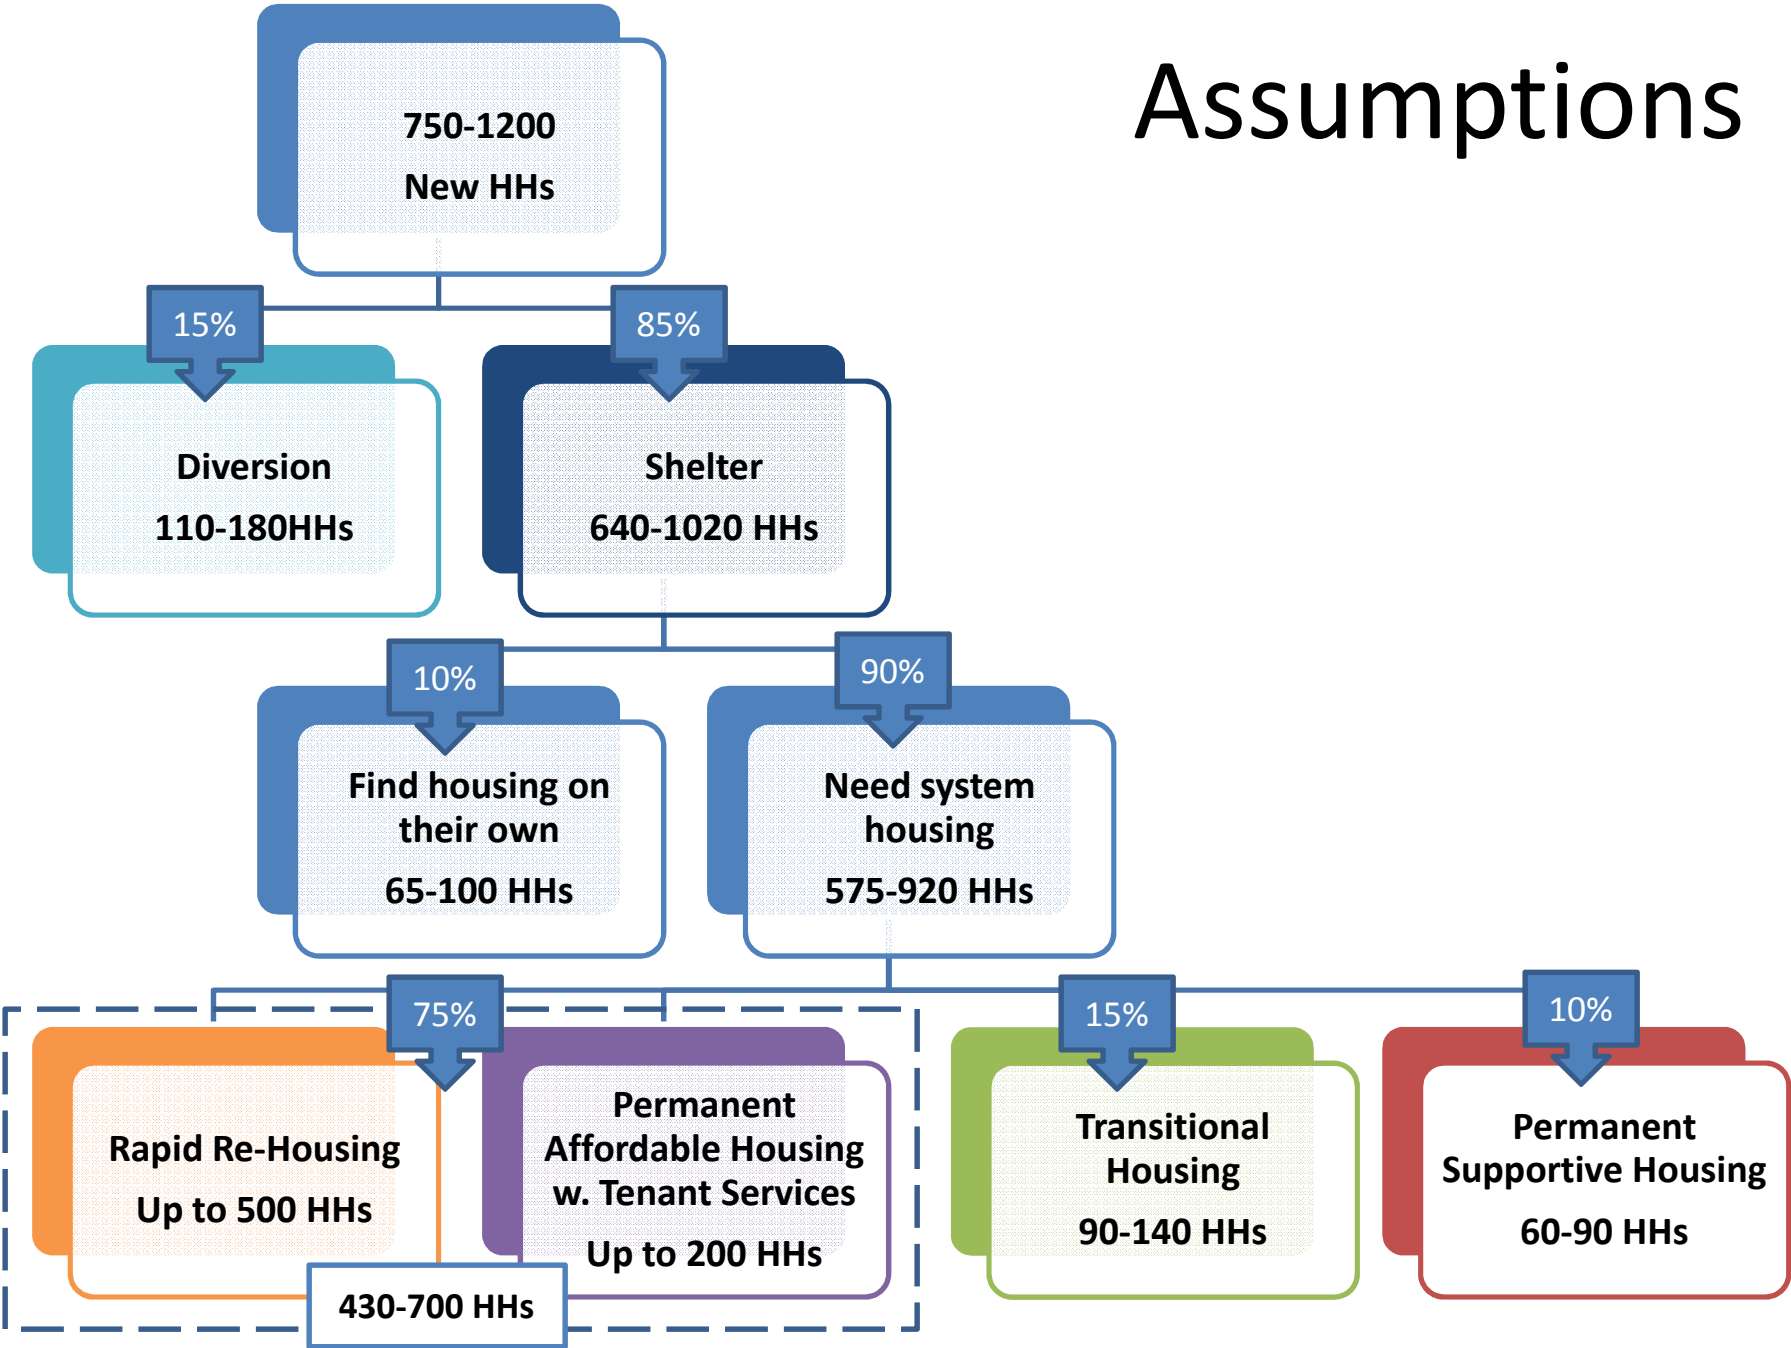 Assumptions
750-1200
New HHs
15%
85%
Diversion
110-180HHs
Shelter
640-1020 HHs
10%
90%
Find housing on
their own
65-100 HHs
Need system
housing
575-920 HHs
75%
15%
10%
Rapid Re-Housing
Up to 500 HHs
Permanent
Affordable Housing
w. Tenant Services
Up to 200 HHs
Transitional
Housing
90-140 HHs
Permanent
Supportive Housing
60-90 HHs
430-700 HHs